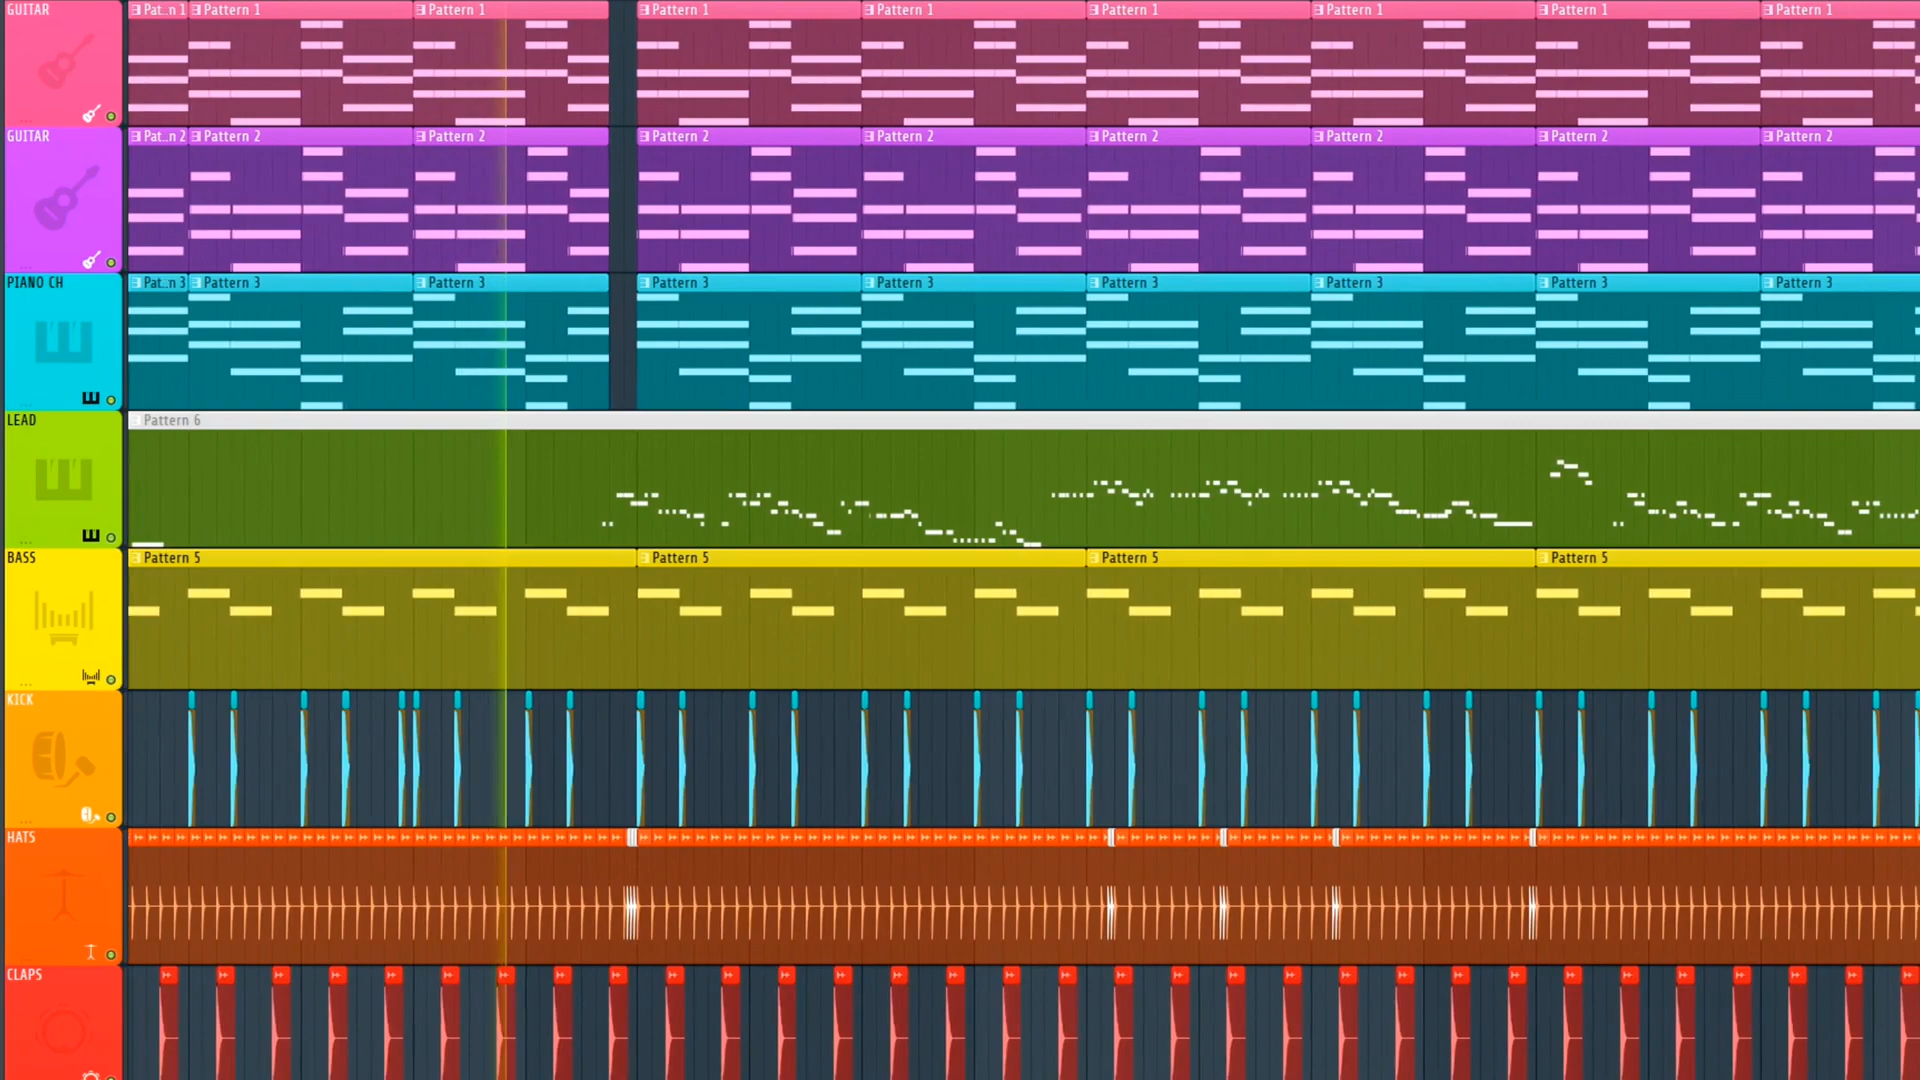 GUITAR Pat..n 1 Pattern 1 Pattern 1 Pattern 1 Pattern 1 Pattern 1 Pattern 1 Pattern 1 Pattern 1
GUITAR Pat..n 2 Pattern 2 Pattern 2 Pattern 2 Pattern 2 Pattern 2 Pattern 2 Pattern 2 Pattern 2
PIANO CH Pat..n 3 Pattern 3 Pattern 3 Pattern 3 Pattern 3 Pattern 3 Pattern 3 Pattern 3 Pattern 3
LEAD Pattern 6
BASS Pattern 5 Pattern 5 Pattern 5 Pattern 5
KICK
HATS
CLAPS